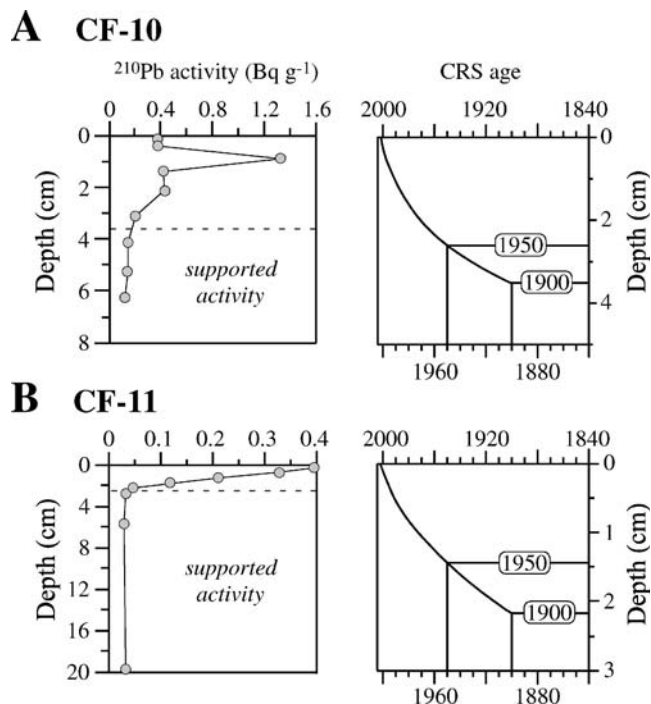 A CF-10
²¹⁰Pb activity (Bq g⁻¹)
0 0.4 0.8 1.2 1.6
0
2
4
6
8
Depth (cm)
supported
activity
CRS age
2000 1920 1840
1950
1900
0
2
4
Depth (cm)
1960 1880
B CF-11
0 0.1 0.2 0.3 0.4
0
4
8
12
16
20
Depth (cm)
supported
activity
2000 1920 1840
1950
1900
0
1
2
3
Depth (cm)
1960 1880